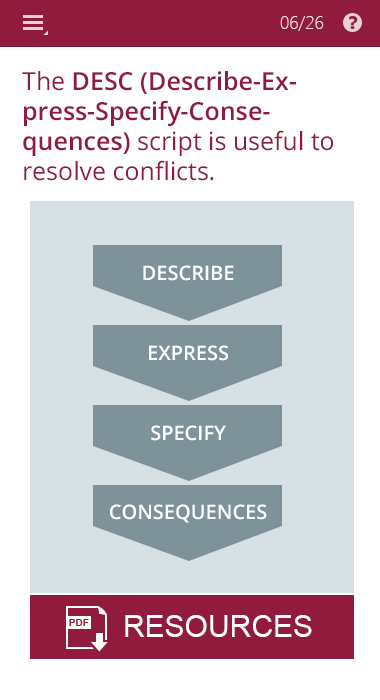 06/26
?
The DESC (Describe-Ex-
press-Specify-Conse-
quences) script is useful to
resolve conflicts.
DESCRIBE
EXPRESS
SPECIFY
CONSEQUENCES
PDF
RESOURCES